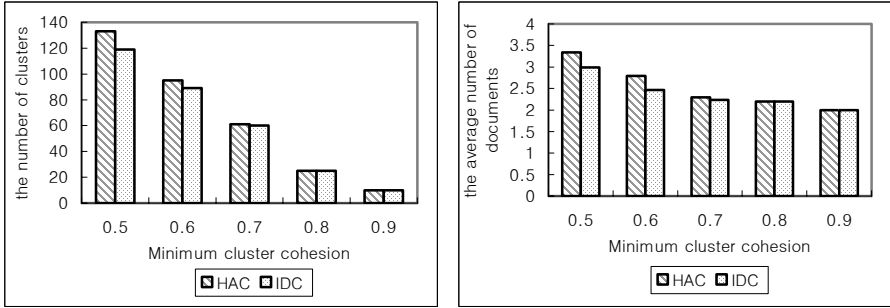 the number of clusters
140
120
100
80
60
40
20
0
0.5 0.6 0.7 0.8 0.9
Minimum cluster cohesion
HAC IDC
the average number of
documents
4
3.5
3
2.5
2
1.5
1
0.5
0
0.5 0.6 0.7 0.8 0.9
Minimum cluster cohesion
HAC IDC